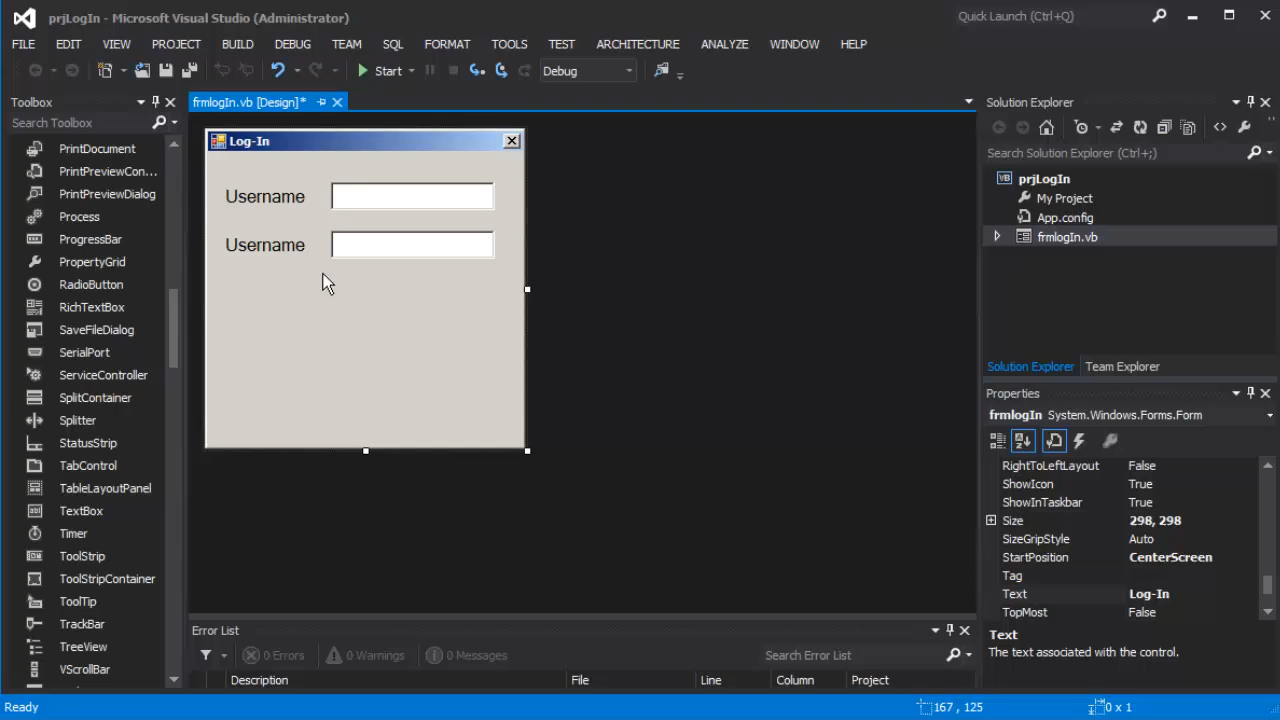 prjLogIn - Microsoft Visual Studio (Administrator)
Quick Launch (Ctrl+Q)
FILE EDIT VIEW PROJECT BUILD DEBUG TEAM SQL FORMAT TOOLS TEST ARCHITECTURE ANALYZE WINDOW HELP
Start Debug
Toolbox
Search Toolbox
PrintDocument
PrintPreviewCon...
PrintPreviewDialog
Process
ProgressBar
PropertyGrid
RadioButton
RichTextBox
SaveFileDialog
SerialPort
ServiceController
SplitContainer
Splitter
StatusStrip
TabControl
TableLayoutPanel
TextBox
Timer
ToolStrip
ToolStripContainer
ToolTip
TrackBar
TreeView
VScrollBar
frmlogIn.vb [Design]*
Log-In
Username
Username
Error List
0 Errors 0 Warnings 0 Messages Search Error List
Description File Line Column Project
Solution Explorer
Search Solution Explorer (Ctrl+;)
VB prjLogIn
My Project
App.config
frmlogIn.vb
Solution Explorer Team Explorer
Properties
frmlogIn System.Windows.Forms.Form
RightToLeftLayout False
ShowIcon True
ShowInTaskbar True
Size 298, 298
SizeGripStyle Auto
StartPosition CenterScreen
Tag
Text Log-In
TopMost False
Text
The text associated with the control.
Ready 167 , 125 0 x 1